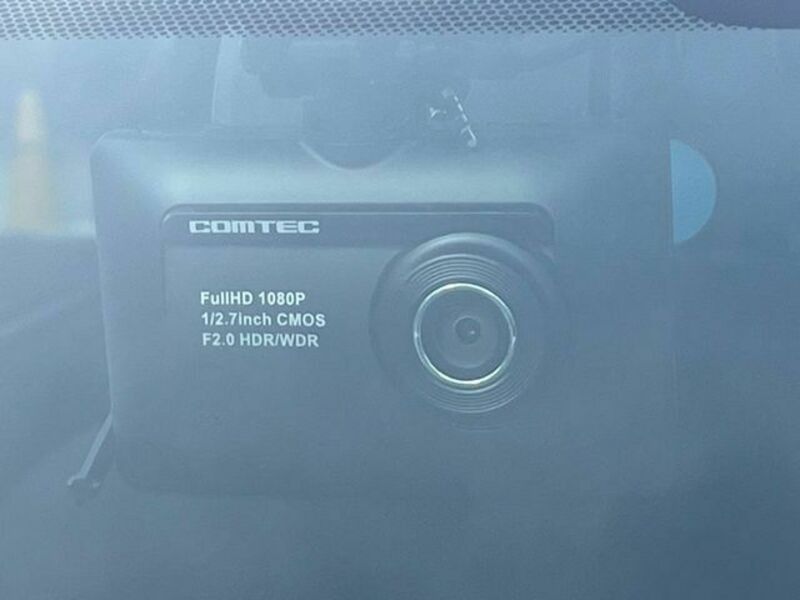 COMTEC
FullHD 1080P
1/2.7inch CMOS
F2.0 HDR/WDR